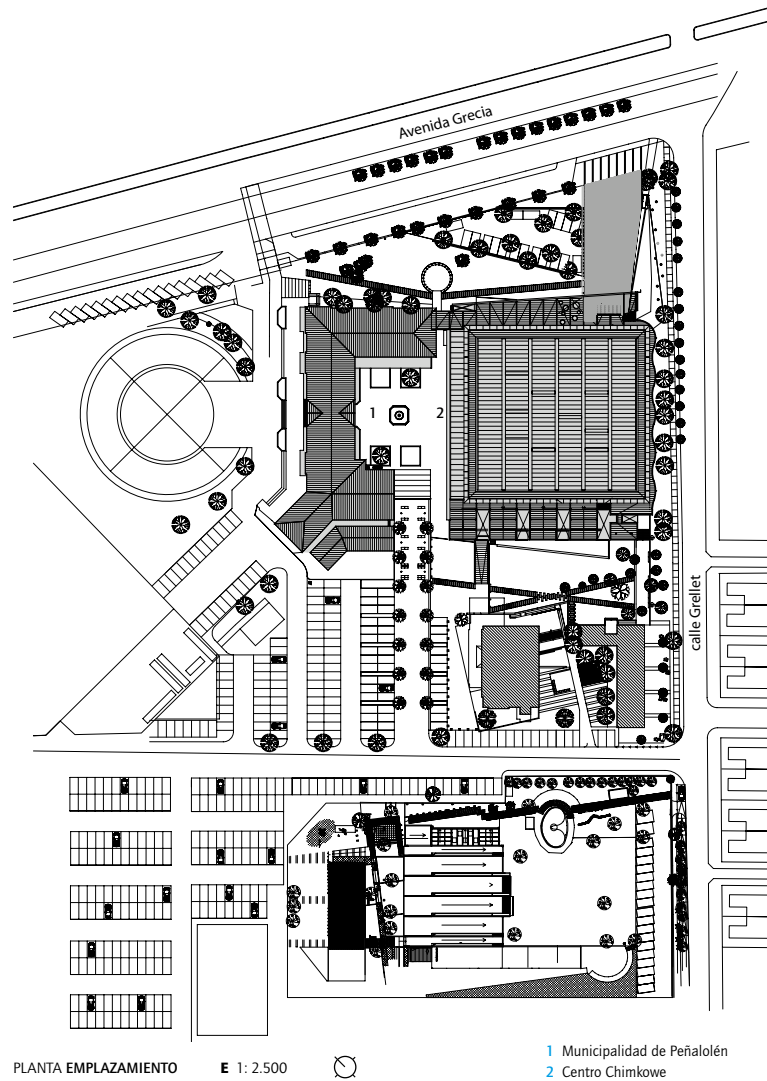 Avenida Grecia
1 2
calle Grellet
PLANTA EMPLAZAMIENTO E 1: 2.500
1 Municipalidad de Peñalolén
2 Centro Chimkowe